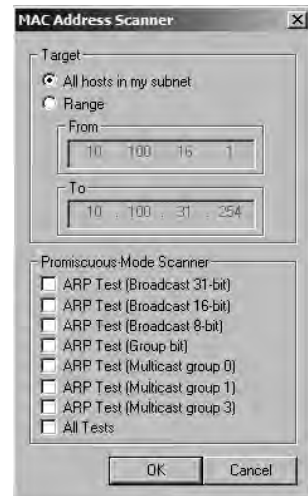 MAC Address Scanner
Target
All hosts in my subnet
Range
From
10 . 100 . 16 . 1
To
10 . 100 . 31 . 254
Promiscuous-Mode Scanner
ARP Test (Broadcast 31-bit)
ARP Test (Broadcast 16-bit)
ARP Test (Broadcast 8-bit)
ARP Test (Group bit)
ARP Test (Multicast group 0)
ARP Test (Multicast group 1)
ARP Test (Multicast group 3)
All Tests
OK
Cancel